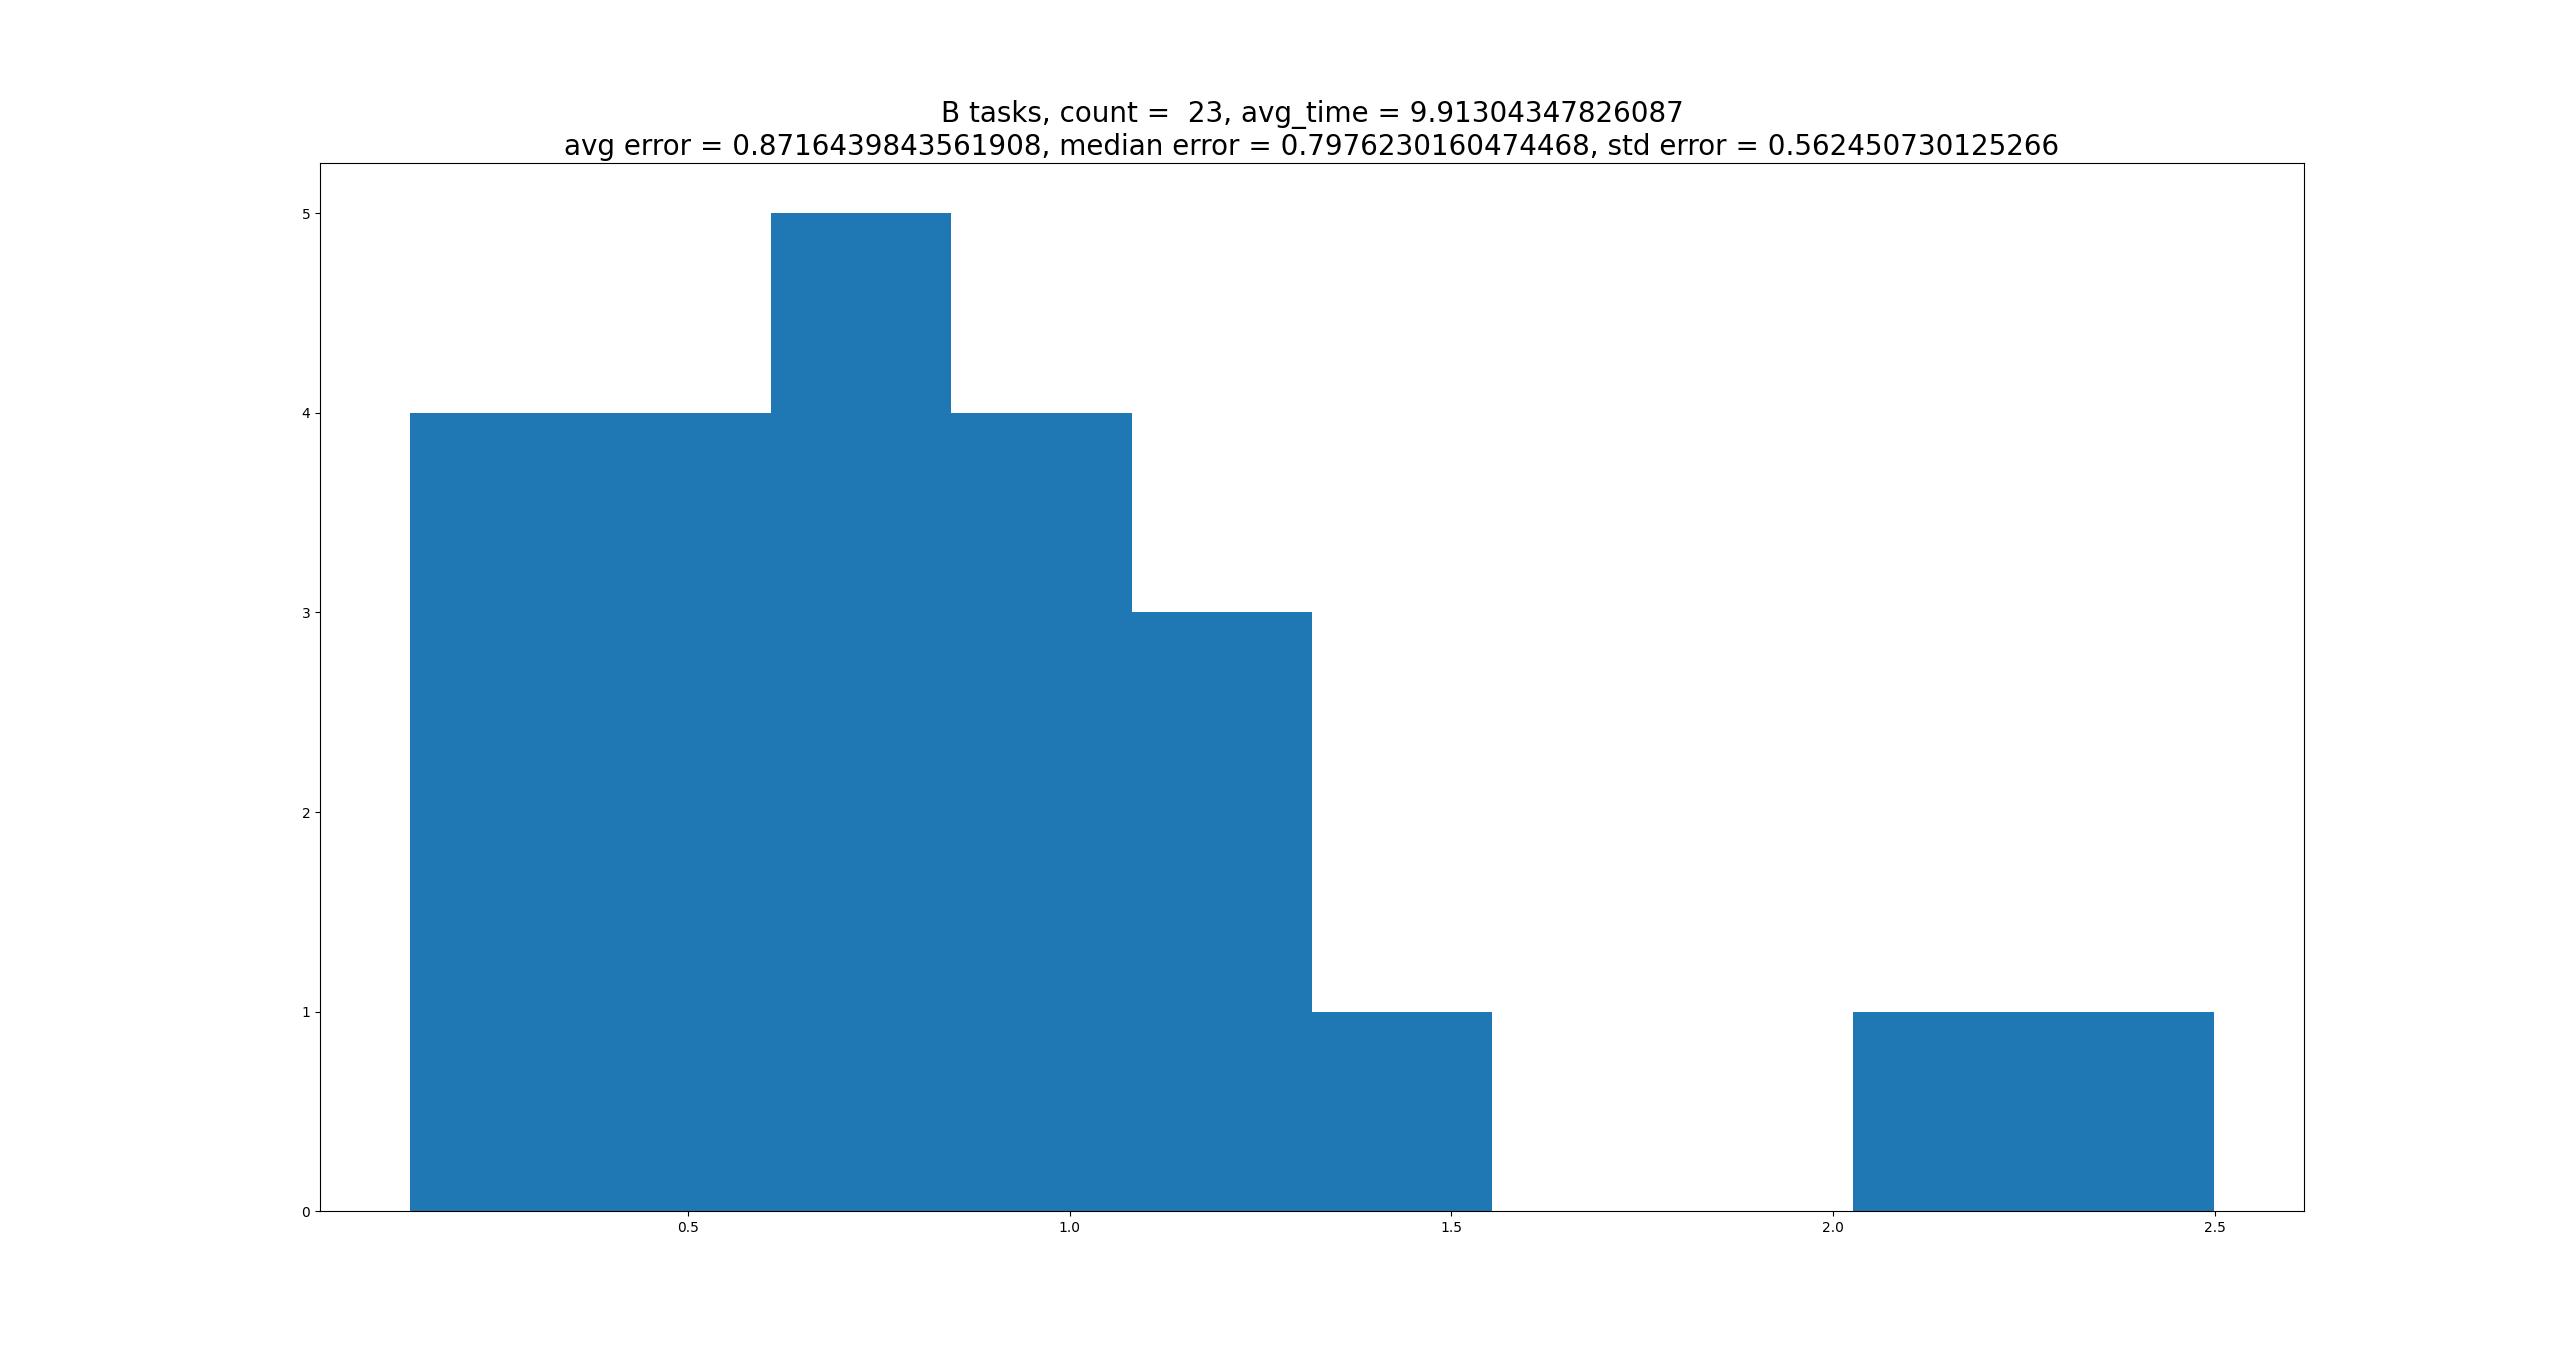 B tasks, count =  23, avg_time = 9.91304347826087
avg error = 0.8716439843561908, median error = 0.7976230160474468, std error = 0.562450730125266
5
4
3
2
1
0
0.5 1.0 1.5 2.0 2.5